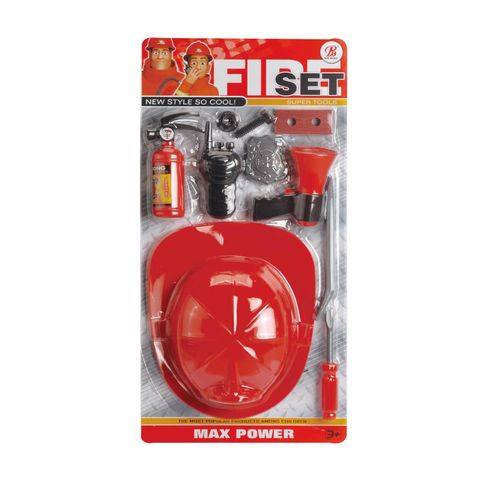 FIRE
SET
NEW STYLE SO COOL!
SUPER TOOLS
THE MOST POPULAR PRODUCTS AMONG CHILDREN
MAX POWER
3+